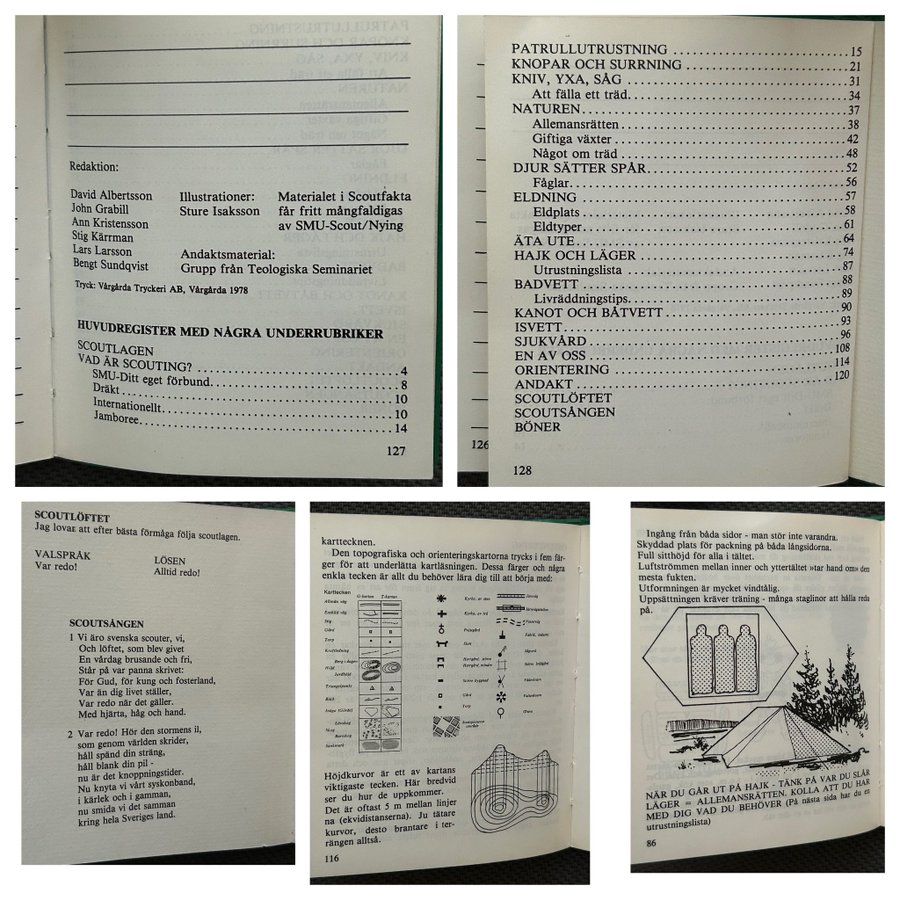 Redaktion:
David Albertsson
John Grabill
Ann Kristensson
Stig Kärrman
Lars Larsson
Bengt Sundqvist
Illustrationer:
Sture Isaksson
Materialet i Scoutfakta
får fritt mångfaldigas
av SMU-Scout/Nying
Andaktsmaterial:
Grupp från Teologiska Seminariet
Tryck: Vårgårda Tryckeri AB, Vårgårda 1978
HUVUDREGISTER MED NÅGRA UNDERRUBRIKER
SCOUTLAGEN
VAD ÄR SCOUTING? 4
SMU-Ditt eget förbund. 8
Dräkt 10
Internationellt 10
Jamboree 14
127
PATRULLUTRUSTNING 15
KNOPAR OCH SURRNING 21
KNIV, YXA, SÅG 31
Att fälla ett träd. 34
NATUREN 37
Allemansrätten 38
Giftiga växter 42
Något om träd 48
DJUR SÄTTER SPÅR 52
Fåglar 56
ELDNING 57
Eldplats 58
Eldtyper 61
ÄTA UTE 64
HAJK OCH LÄGER 74
Utrustningslista 87
BADVETT 88
Livräddningstips. 89
KANOT OCH BÅTVETT 90
ISVETT 93
SJUKVÅRD 96
EN AV OSS 108
ORIENTERING 114
ANDAKT 120
SCOUTLÖFTET
SCOUTSÅNGEN
BÖNER
126
128
SCOUTLÖFTET
Jag lovar att efter bästa förmåga följa scoutlagen.
VALSPRÅK
Var redo!
LÖSEN
Alltid redo!
SCOUTSÅNGEN
1 Vi äro svenska scouter, vi,
Och löftet, som blev givet
En vårdag brusande och fri,
Står på var panna skrivet:
För Gud, för kung och fosterland,
Var än dig livet ställer,
Var redo när det gäller.
Med hjärta, håg och hand.
2 Var redo! Hör den stormens il,
som genom världen skrider,
håll spänd din sträng,
håll blank din pil -
nu är det knoppningstider.
Nu knyta vi vårt syskonband,
i kärlek och i gamman,
nu smida vi det samman
kring hela Sveriges land.
karttecknen.
Den topografiska och orienteringskartorna trycks i fem fär-
ger för att underlätta kartläsningen. Dessa färger och några
enkla tecken är allt du behöver lära dig till att börja med:
Karttecken
Höjdkurvor är ett av kartans
viktigaste tecken. Här bredvid
ser du hur de uppkommer.
Det är oftast 5 m mellan linjer
na (ekvidistanserna). Ju tätare
kurvor, desto brantare i ter-
rängen alltså.
116
Ingång från båda sidor - man stör inte varandra.
Skyddad plats för packning på båda långsidorna.
Full sitthöjd för alla i tältet.
Luftströmmen mellan inner och yttertältet »tar hand om» den
mesta fukten.
Utformningen är mycket vindtålig.
Uppsättningen kräver träning - många staglinor att hålla reda
på.
NÄR DU GÅR UT PÅ HAJK - TÄNK PÅ VAR DU SLÅR
LÄGER = ALLEMANSRÄTTEN. KOLLA ATT DU HAR
MED DIG VAD DU BEHÖVER (På nästa sida har du en
utrustningslista)
86